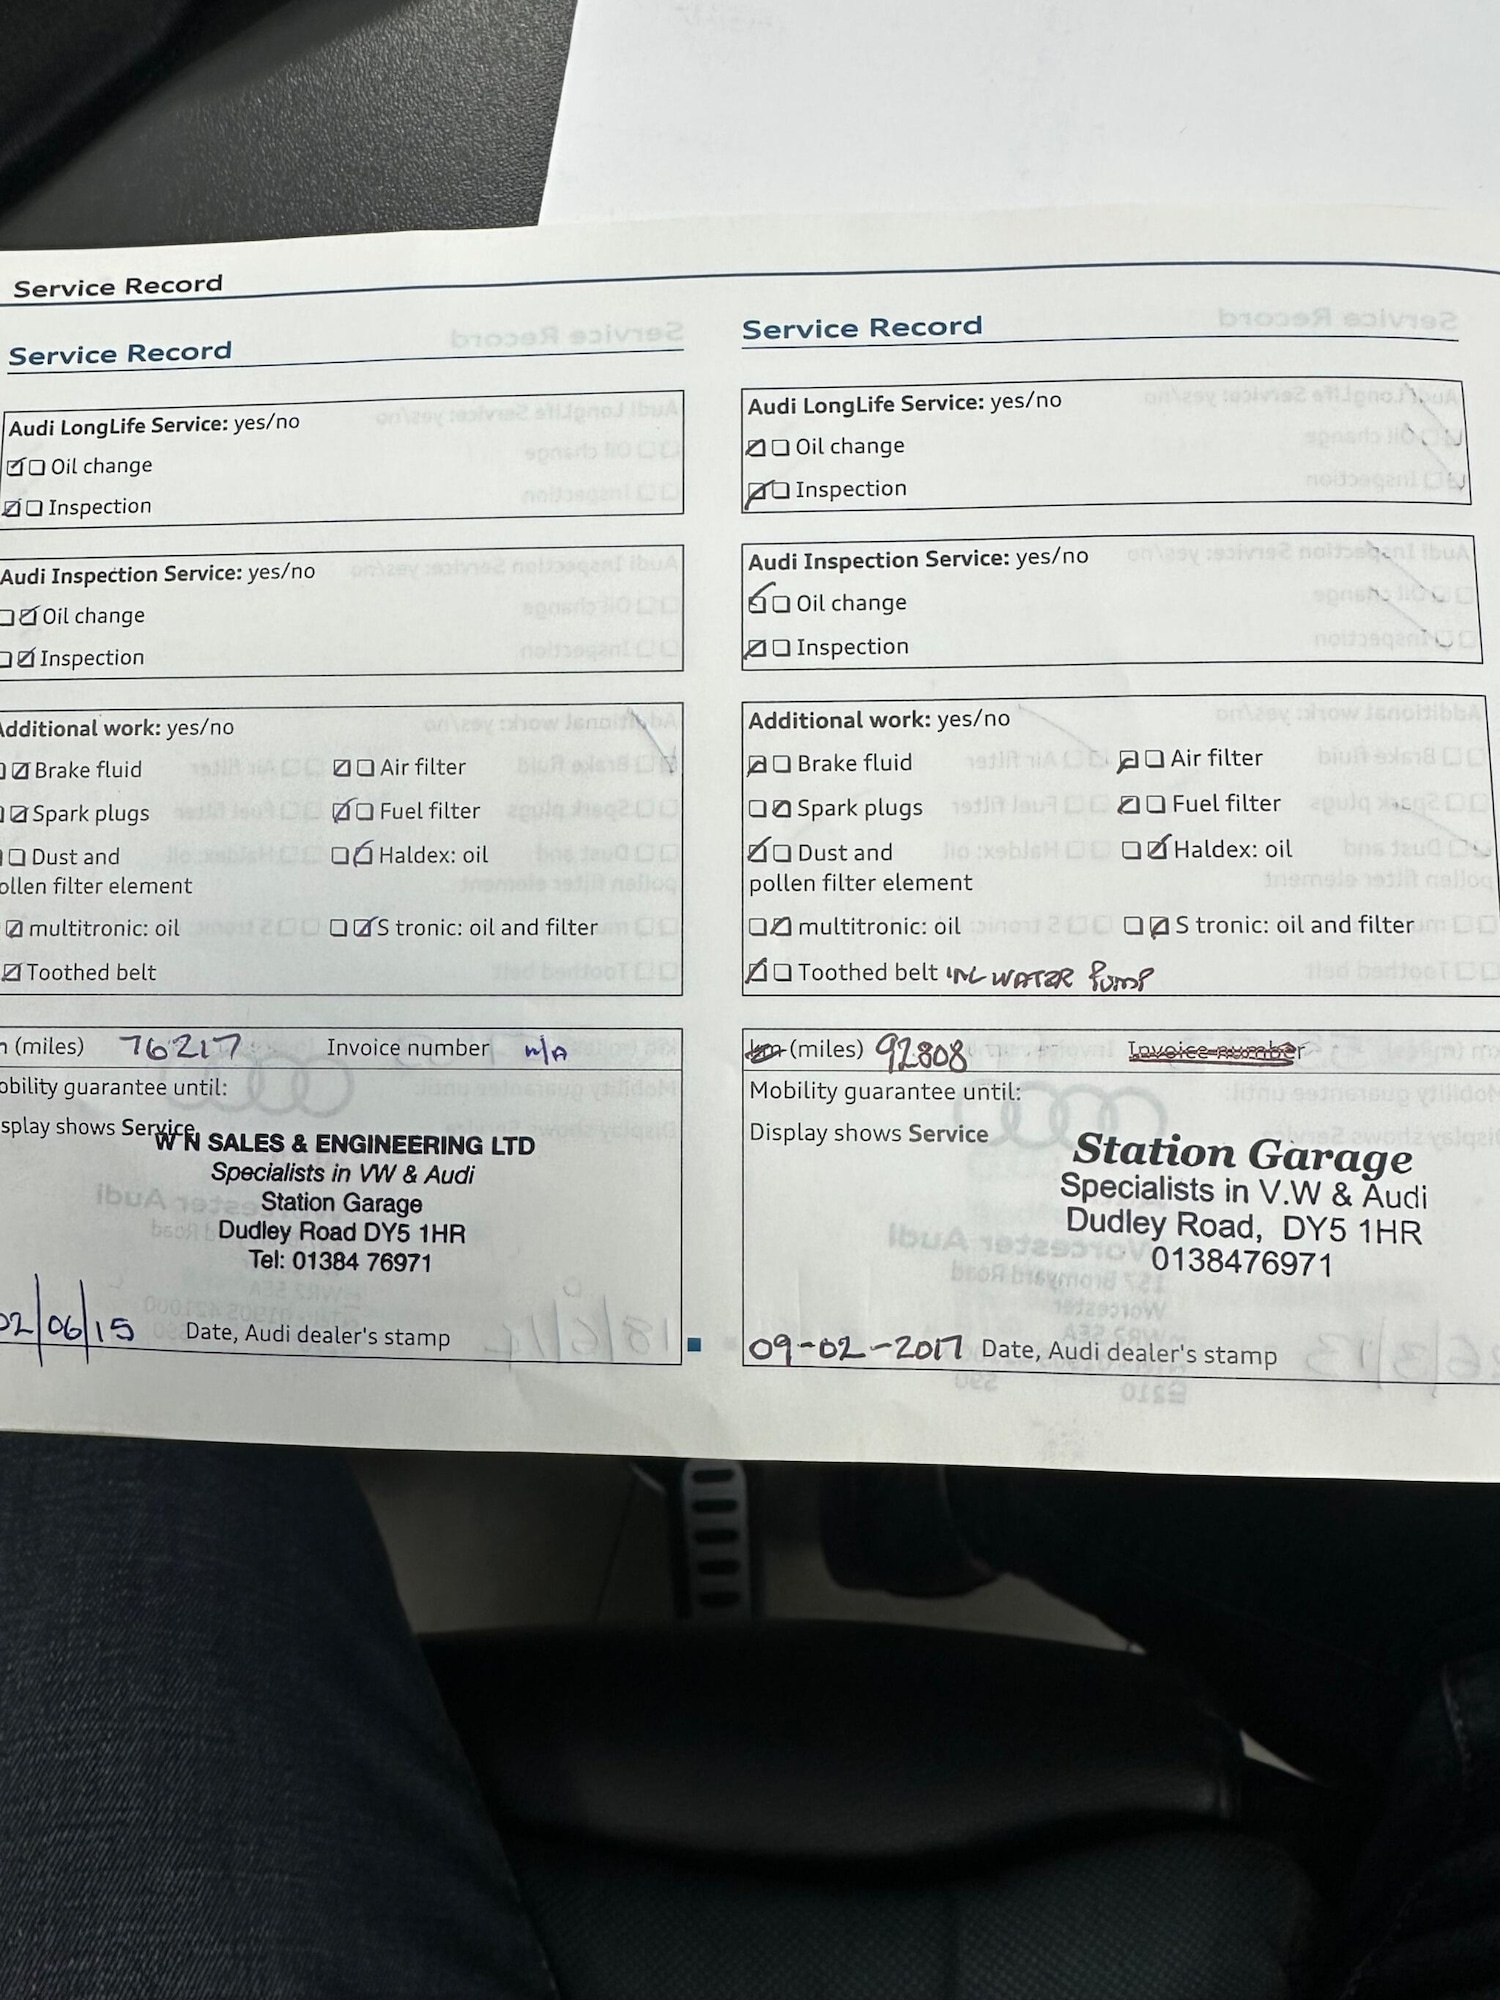 Service Record
Service Record
Audi LongLife Service: yes/no
Oil change
Inspection
Audi Inspection Service: yes/no
Oil change
Inspection
Additional work: yes/no
Brake fluid
Air filter
Spark plugs
Fuel filter
Dust and
ollen filter element
Haldex: oil
multitronic: oil
S tronic: oil and filter
Toothed belt
(miles) 76217 Invoice number n/A
obility guarantee until:
splay shows Service
W N SALES & ENGINEERING LTD
Specialists in VW & Audi
Station Garage
Dudley Road DY5 1HR
Tel: 01384 76971
02/06/15 Date, Audi dealer's stamp
Service Record
Audi LongLife Service: yes/no
Oil change
Inspection
Audi Inspection Service: yes/no
Oil change
Inspection
Additional work: yes/no
Brake fluid
Air filter
Spark plugs
Fuel filter
Dust and
pollen filter element
Haldex: oil
multitronic: oil
S tronic: oil and filter
Toothed belt INC WATER PUMP
km (miles) 92808 Invoice number
Mobility guarantee until:
Display shows Service
Station Garage
Specialists in V.W & Audi
Dudley Road, DY5 1HR
0138476971
09-02-2017 Date, Audi dealer's stamp